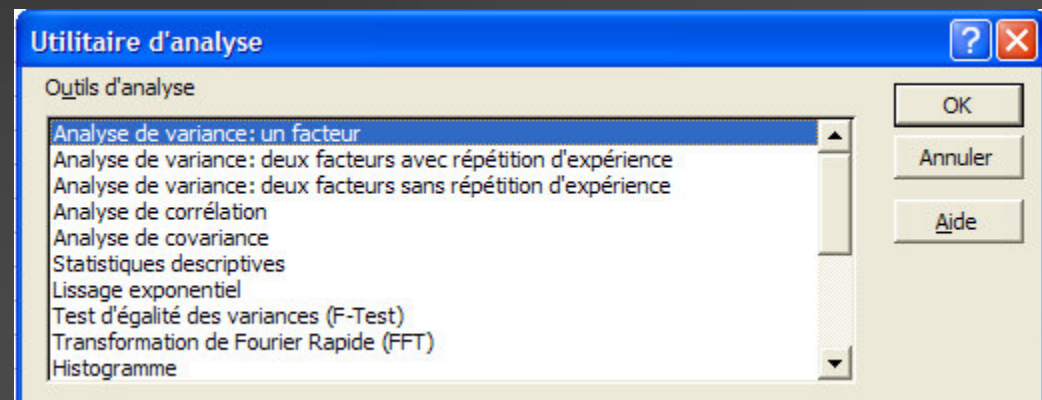 Utilitaire d'analyse
Outils d'analyse
Analyse de variance: un facteur
Analyse de variance: deux facteurs avec répétition d'expérience
Analyse de variance: deux facteurs sans répétition d'expérience
Analyse de corrélation
Analyse de covariance
Statistiques descriptives
Lissage exponentiel
Test d'égalité des variances (F-Test)
Transformation de Fourier Rapide (FFT)
Histogramme
OK
Annuler
Aide